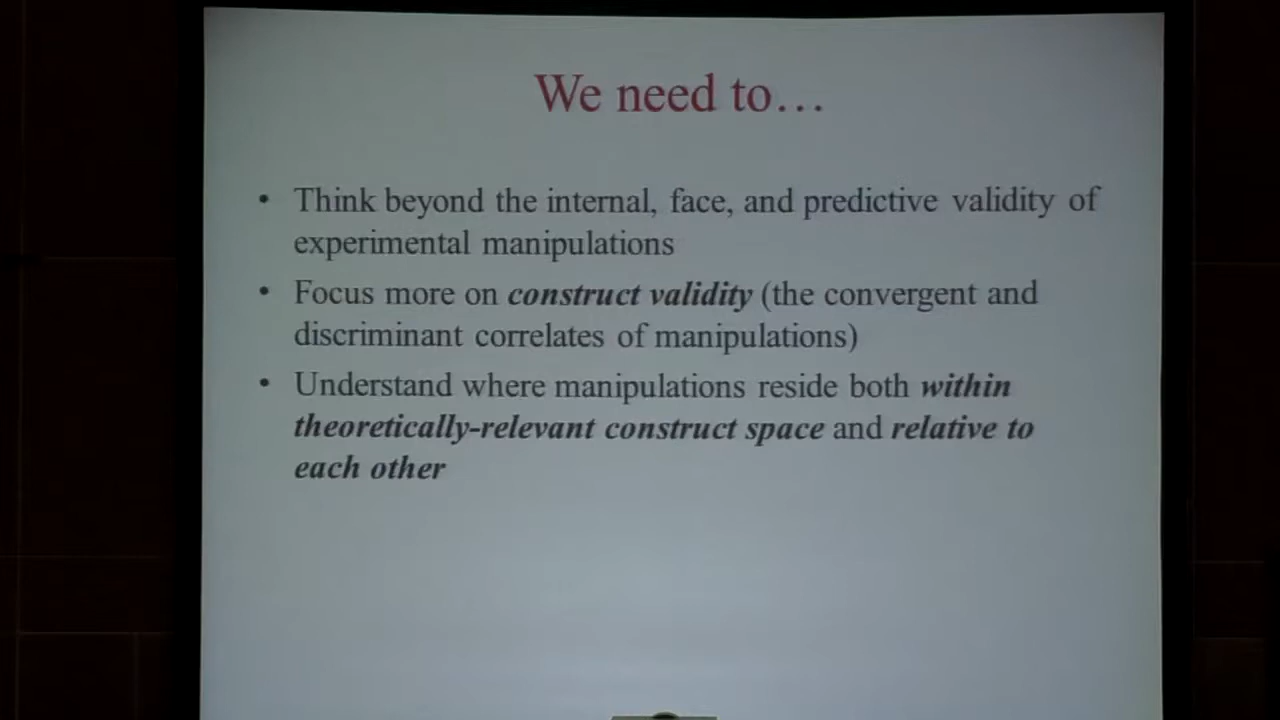 We need to…
• Think beyond the internal, face, and predictive validity of
experimental manipulations
• Focus more on construct validity (the convergent and
discriminant correlates of manipulations)
• Understand where manipulations reside both within
theoretically-relevant construct space and relative to
each other